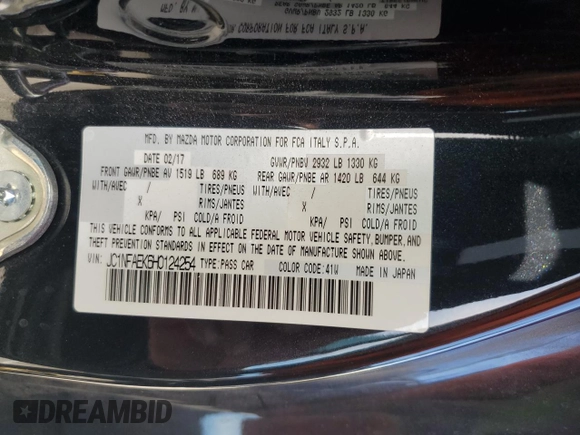 MFD. BY MAZDA MOTOR CORPORATION FOR FCA ITALY S.P.A.
DATE 02/17 GVWR/PNBV 2932 LB 1330 KG
FRONT GAWR/PNBE AV 1519 LB 689 KG REAR GAWR/PNBE AR 1420 LB 644 KG
WITH/AVEC / TIRES/PNEUS WITH/AVEC / TIRES/PNEUS
X RIMS/JANTES X RIMS/JANTES
KPA/ PSI COLD/A FROID KPA/ PSI COLD/A FROID
THIS VEHICLE CONFORMS TO ALL APPLICABLE FEDERAL MOTOR VEHICLE SAFETY, BUMPER, AND
THEFT PREVENTION STANDARDS IN EFFECT ON THE DATE OF MANUFACTURE SHOWN ABOVE.
VIN: JC1NFAEK6H0124254 TYPE: PASS CAR COLOR CODE: 41W MADE IN JAPAN
DREAMBID